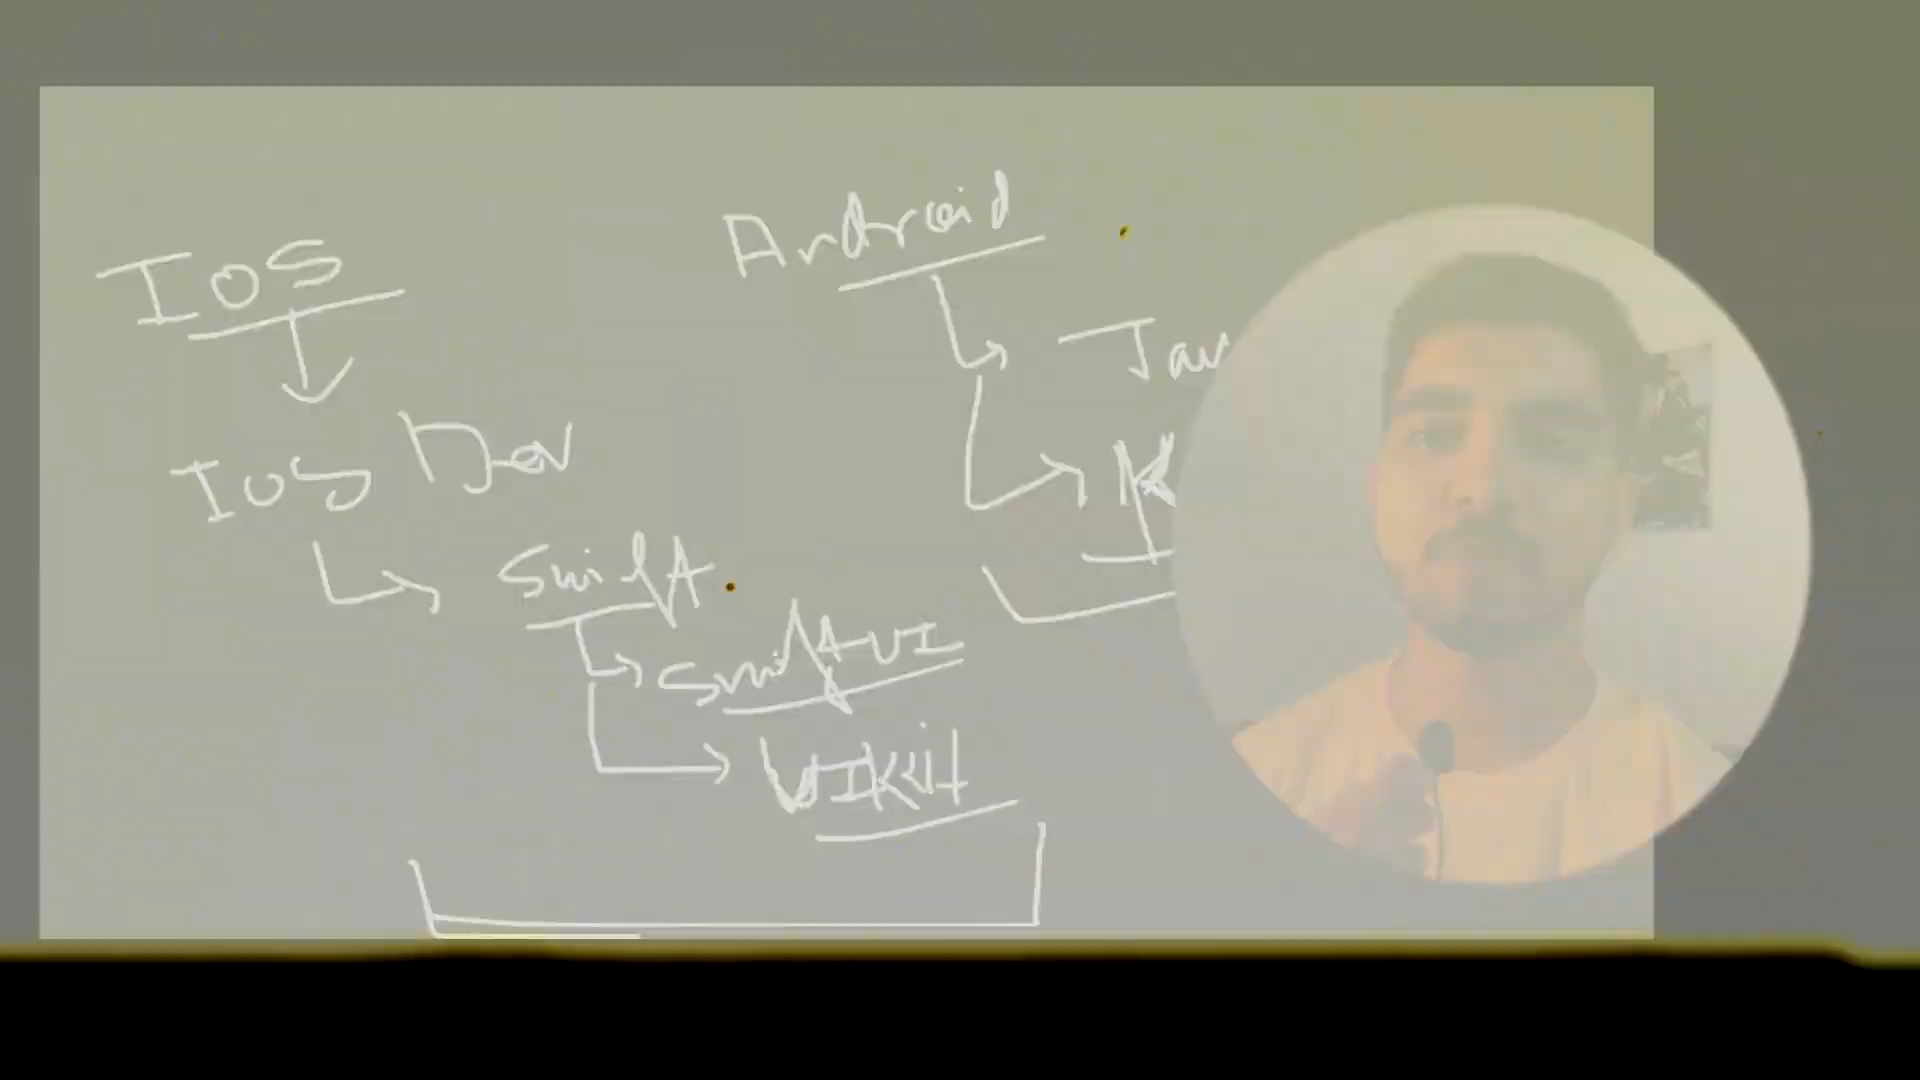 IOS
IOS Dev
Swift
SwiftUI
UIKit
Android
Jav
K